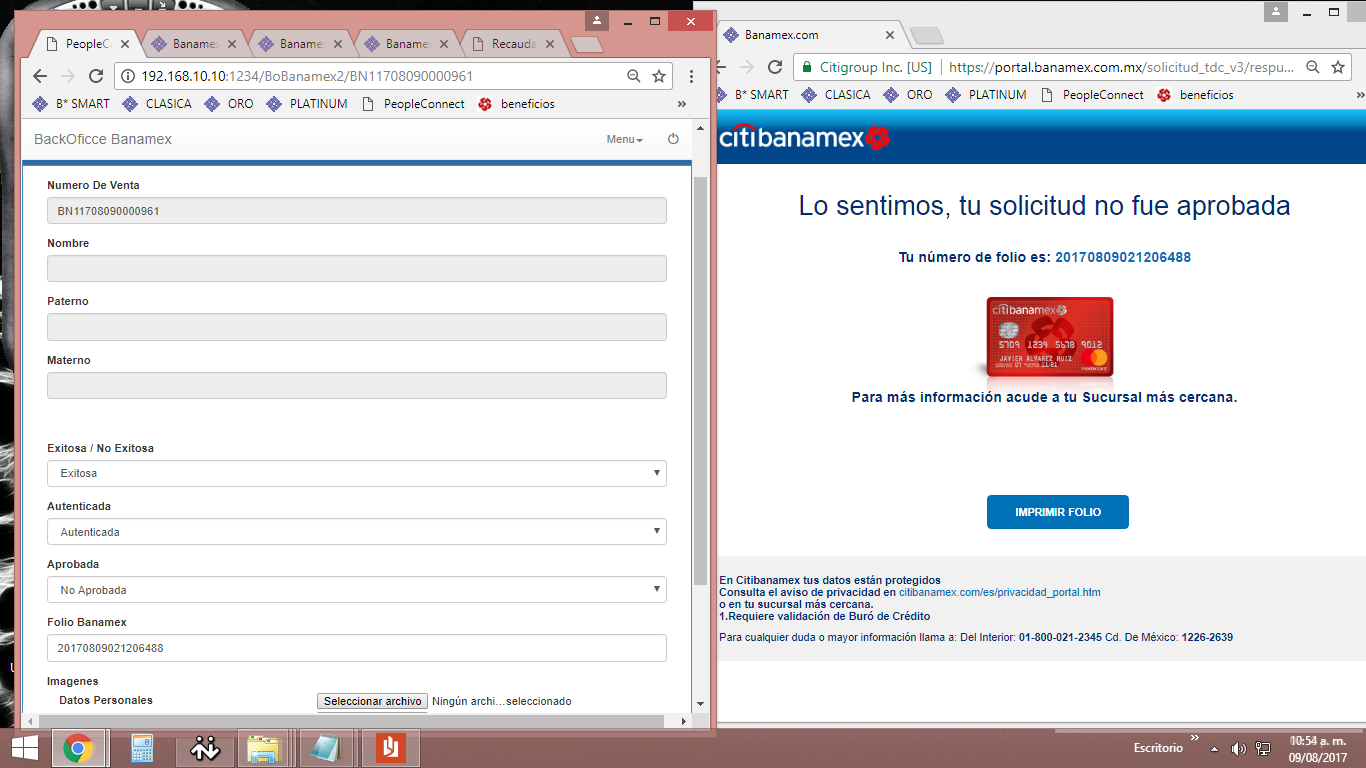 PeopleC
Banamex
Banamex
Banamex
Recauda
192.168.10.10:1234/BoBanamex2/BN11708090000961
B* SMART
CLASICA
ORO
PLATINUM
PeopleConnect
beneficios
»
BackOficce Banamex
Menu
Numero De Venta
BN11708090000961
Nombre
Paterno
Materno
Exitosa / No Exitosa
Exitosa
Autenticada
Autenticada
Aprobada
No Aprobada
Folio Banamex
20170809021206488
Imagenes
Datos Personales
Seleccionar archivo Ningún archi...seleccionado
Banamex.com
Citigroup Inc. [US] | https://portal.banamex.com.mx/solicitud_tdc_v3/respu...
B* SMART
CLASICA
ORO
PLATINUM
PeopleConnect
beneficios
»
citibanamex
Lo sentimos, tu solicitud no fue aprobada
Tu número de folio es: 20170809021206488
citibanamex
5709 1234 5678 9012
JAVIER ALVAREZ RUIZ
mastercard
Para más información acude a tu Sucursal más cercana.
IMPRIMIR FOLIO
En Citibanamex tus datos están protegidos
Consulta el aviso de privacidad en citibanamex.com/es/privacidad_portal.htm
o en tu sucursal más cercana.
1.Requiere validación de Buró de Crédito
Para cualquier duda o mayor información llama a: Del Interior: 01-800-021-2345 Cd. De México: 1226-2639
Escritorio
»
10:54 a. m.
09/08/2017